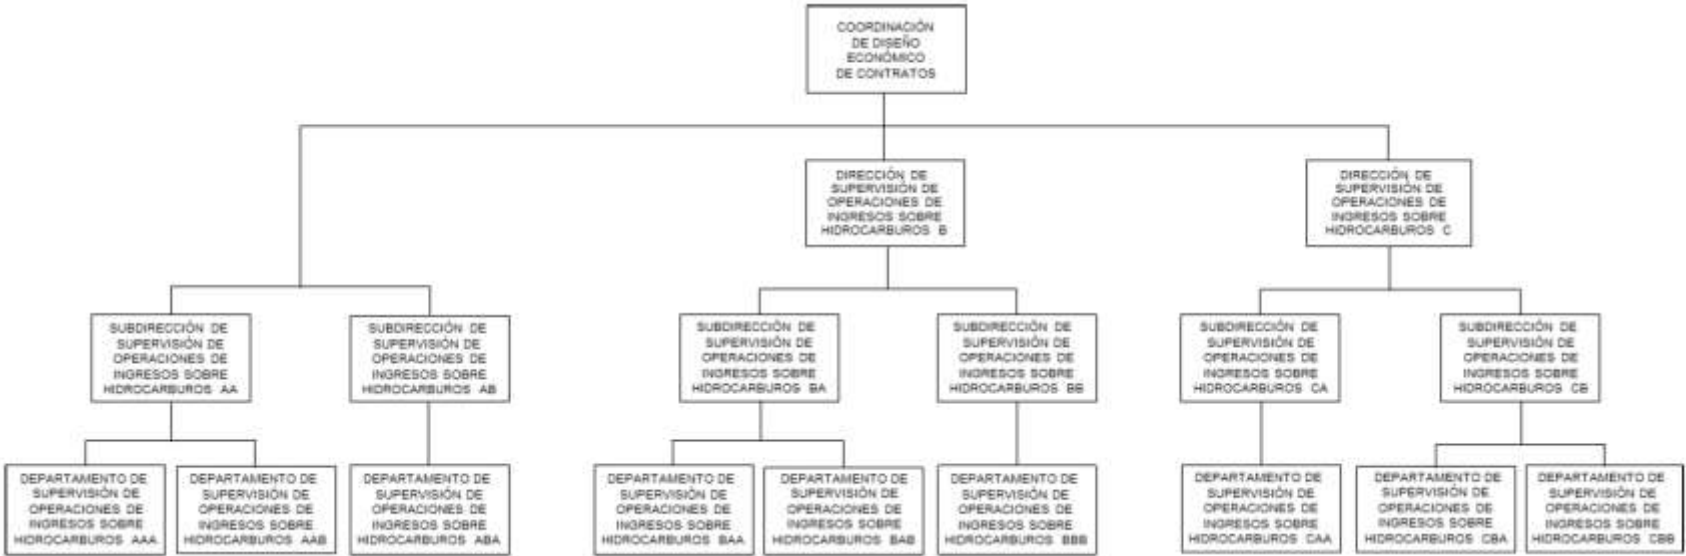 COORDINACIÓN
DE DISEÑO
ECONÓMICO
DE CONTRATOS
DIRECCIÓN DE
SUPERVISIÓN DE
OPERACIONES DE
INGRESOS SOBRE
HIDROCARBUROS B
DIRECCIÓN DE
SUPERVISIÓN DE
OPERACIONES DE
INGRESOS SOBRE
HIDROCARBUROS C
SUBDIRECCIÓN DE
SUPERVISIÓN DE
OPERACIONES DE
INGRESOS SOBRE
HIDROCARBUROS AA
SUBDIRECCIÓN DE
SUPERVISIÓN DE
OPERACIONES DE
INGRESOS SOBRE
HIDROCARBUROS AB
SUBDIRECCIÓN DE
SUPERVISIÓN DE
OPERACIONES DE
INGRESOS SOBRE
HIDROCARBUROS BA
SUBDIRECCIÓN DE
SUPERVISIÓN DE
OPERACIONES DE
INGRESOS SOBRE
HIDROCARBUROS BB
SUBDIRECCIÓN DE
SUPERVISIÓN DE
OPERACIONES DE
INGRESOS SOBRE
HIDROCARBUROS CA
SUBDIRECCIÓN DE
SUPERVISIÓN DE
OPERACIONES DE
INGRESOS SOBRE
HIDROCARBUROS CB
DEPARTAMENTO DE
SUPERVISIÓN DE
OPERACIONES DE
INGRESOS SOBRE
HIDROCARBUROS AAA
DEPARTAMENTO DE
SUPERVISIÓN DE
OPERACIONES DE
INGRESOS SOBRE
HIDROCARBUROS AAB
DEPARTAMENTO DE
SUPERVISIÓN DE
OPERACIONES DE
INGRESOS SOBRE
HIDROCARBUROS ABA
DEPARTAMENTO DE
SUPERVISIÓN DE
OPERACIONES DE
INGRESOS SOBRE
HIDROCARBUROS BAA
DEPARTAMENTO DE
SUPERVISIÓN DE
OPERACIONES DE
INGRESOS SOBRE
HIDROCARBUROS BAB
DEPARTAMENTO DE
SUPERVISIÓN DE
OPERACIONES DE
INGRESOS SOBRE
HIDROCARBUROS BBB
DEPARTAMENTO DE
SUPERVISIÓN DE
OPERACIONES DE
INGRESOS SOBRE
HIDROCARBUROS CAA
DEPARTAMENTO DE
SUPERVISIÓN DE
OPERACIONES DE
INGRESOS SOBRE
HIDROCARBUROS CBA
DEPARTAMENTO DE
SUPERVISIÓN DE
OPERACIONES DE
INGRESOS SOBRE
HIDROCARBUROS CBB